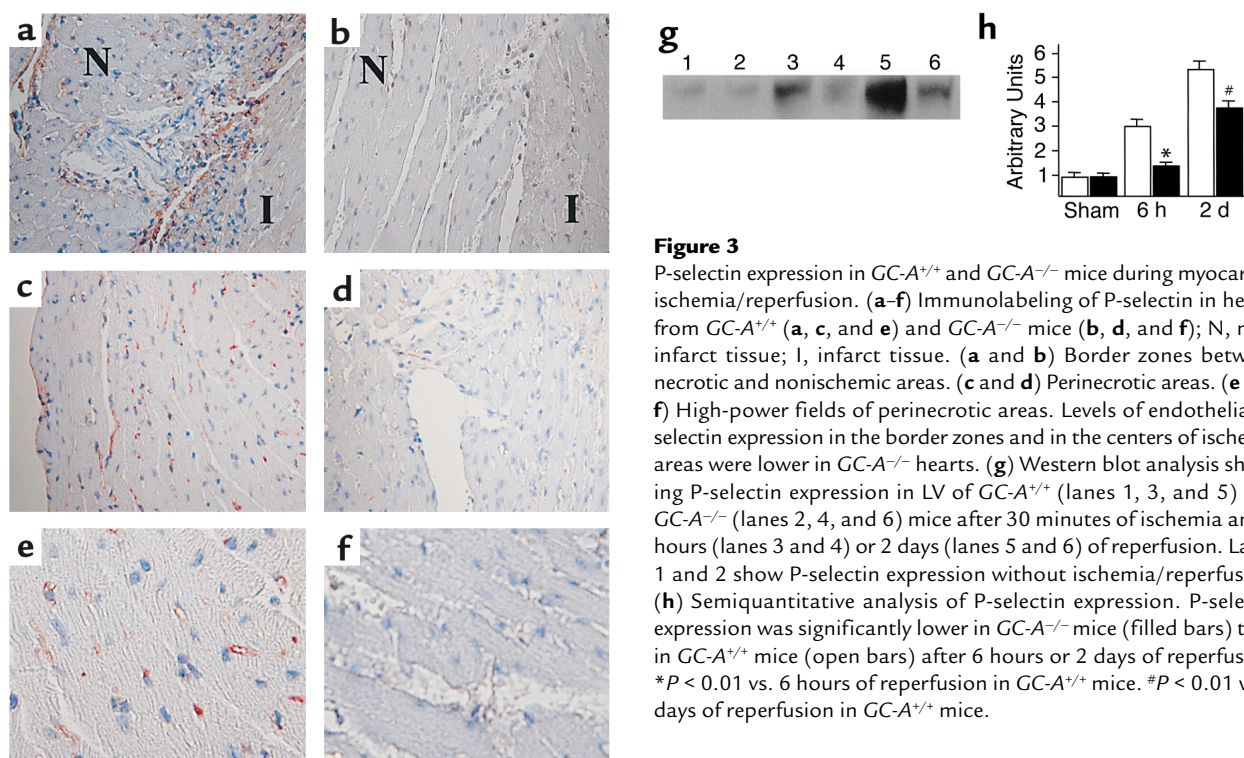 a
b
N
N
I
I
c
d
e
f
g
1 2 3 4 5 6
h
Arbitrary Units
6
5
4
3
2
1
*
#
Sham 6 h 2 d
Figure 3
P-selectin expression in GC-A+/+ and GC-A−/− mice during myocar
ischemia/reperfusion. (a–f) Immunolabeling of P-selectin in he
from GC-A+/+ (a, c, and e) and GC-A−/− mice (b, d, and f); N, n
infarct tissue; I, infarct tissue. (a and b) Border zones betw
necrotic and nonischemic areas. (c and d) Perinecrotic areas. (e
f) High-power fields of perinecrotic areas. Levels of endothelia
selectin expression in the border zones and in the centers of ische
areas were lower in GC-A−/− hearts. (g) Western blot analysis sh
ing P-selectin expression in LV of GC-A+/+ (lanes 1, 3, and 5)
GC-A−/− (lanes 2, 4, and 6) mice after 30 minutes of ischemia an
hours (lanes 3 and 4) or 2 days (lanes 5 and 6) of reperfusion. La
1 and 2 show P-selectin expression without ischemia/reperfus
(h) Semiquantitative analysis of P-selectin expression. P-sele
expression was significantly lower in GC-A−/− mice (filled bars) t
in GC-A+/+ mice (open bars) after 6 hours or 2 days of reperfus
*P < 0.01 vs. 6 hours of reperfusion in GC-A+/+ mice. #P < 0.01 v
days of reperfusion in GC-A+/+ mice.